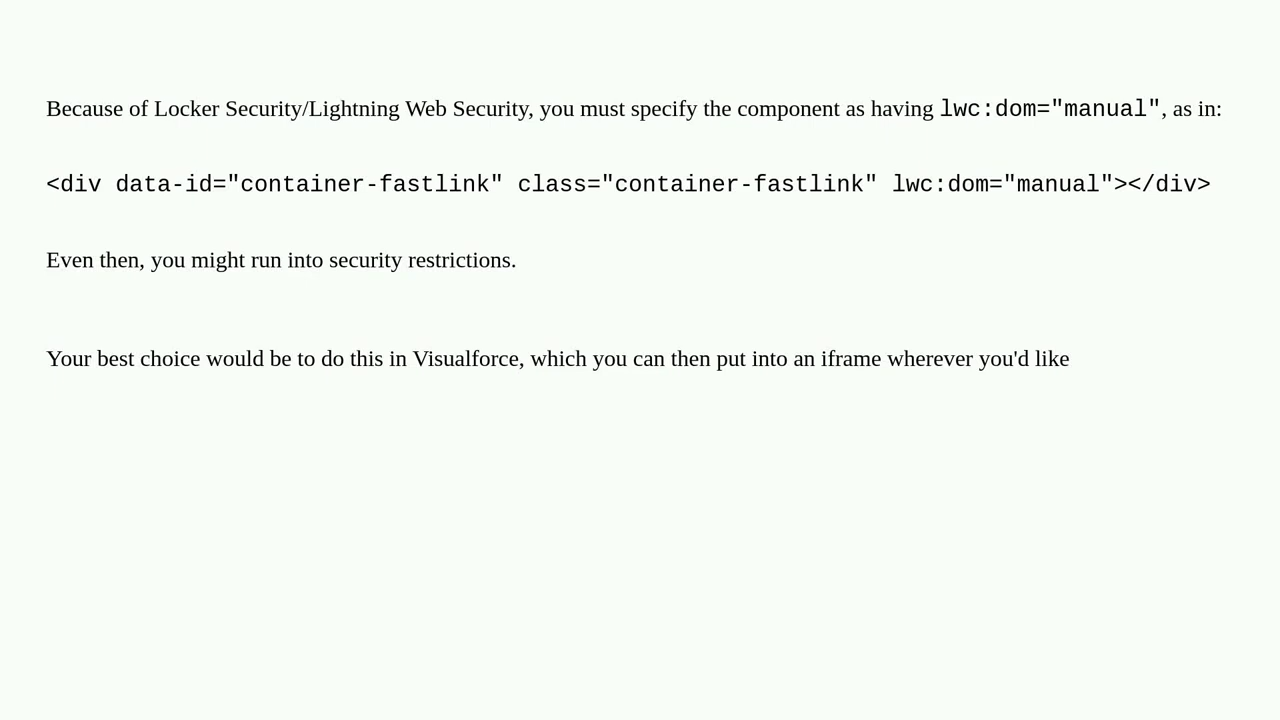 Because of Locker Security/Lightning Web Security, you must specify the component as having lwc:dom="manual", as in:
<div data-id="container-fastlink" class="container-fastlink" lwc:dom="manual"></div>
Even then, you might run into security restrictions.
Your best choice would be to do this in Visualforce, which you can then put into an iframe wherever you'd like